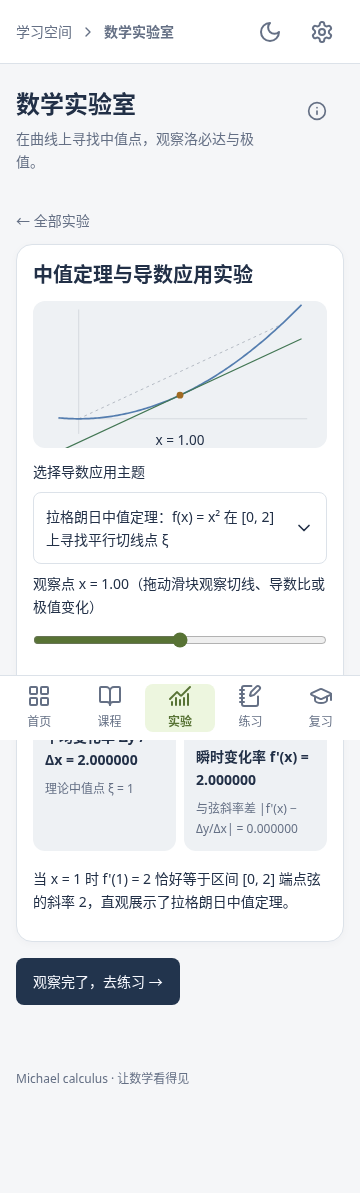 学习空间 > 数学实验室
数学实验室
在曲线上寻找中值点，观察洛必达与极
值。
← 全部实验
中值定理与导数应用实验
x = 1.00
选择导数应用主题
拉格朗日中值定理：f(x) = x² 在 [0, 2]
上寻找平行切线点 ξ
观察点 x = 1.00（拖动滑块观察切线、导数比或
极值变化）
首页
课程
实验
练习
复习
Δx = 2.000000
理论中值点 ξ = 1
瞬时变化率 f'(x) =
2.000000
与弦斜率差 |f'(x) −
Δy/Δx| = 0.000000
当 x = 1 时 f'(1) = 2 恰好等于区间 [0, 2] 端点弦
的斜率 2，直观展示了拉格朗日中值定理。
观察完了，去练习 →
Michael calculus · 让数学看得见